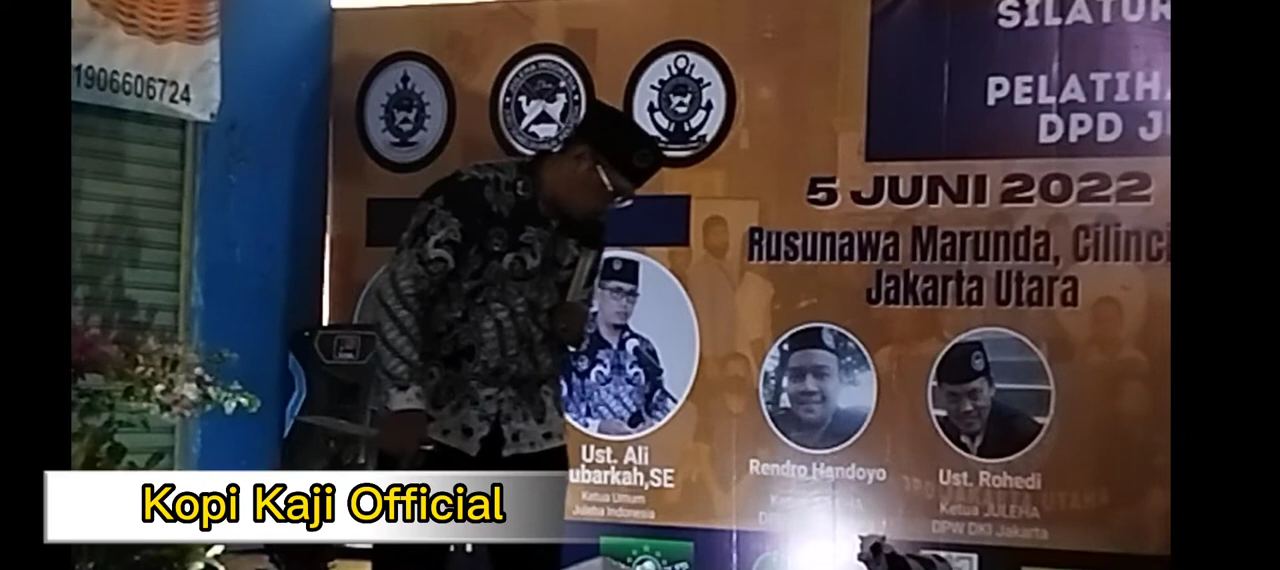 1906606724
SILATUR
PELATIHA
DPD JU
5 JUNI 2022
Rusunawa Marunda, Cilinci
Jakarta Utara
Ust. Ali
ubarkah,SE
Ketua Umum
Juleha Indonesia
Rendro Handoyo
Ust. Rohedi
Ketua JULEHA
DPW DKI Jakarta
Kopi Kaji Official